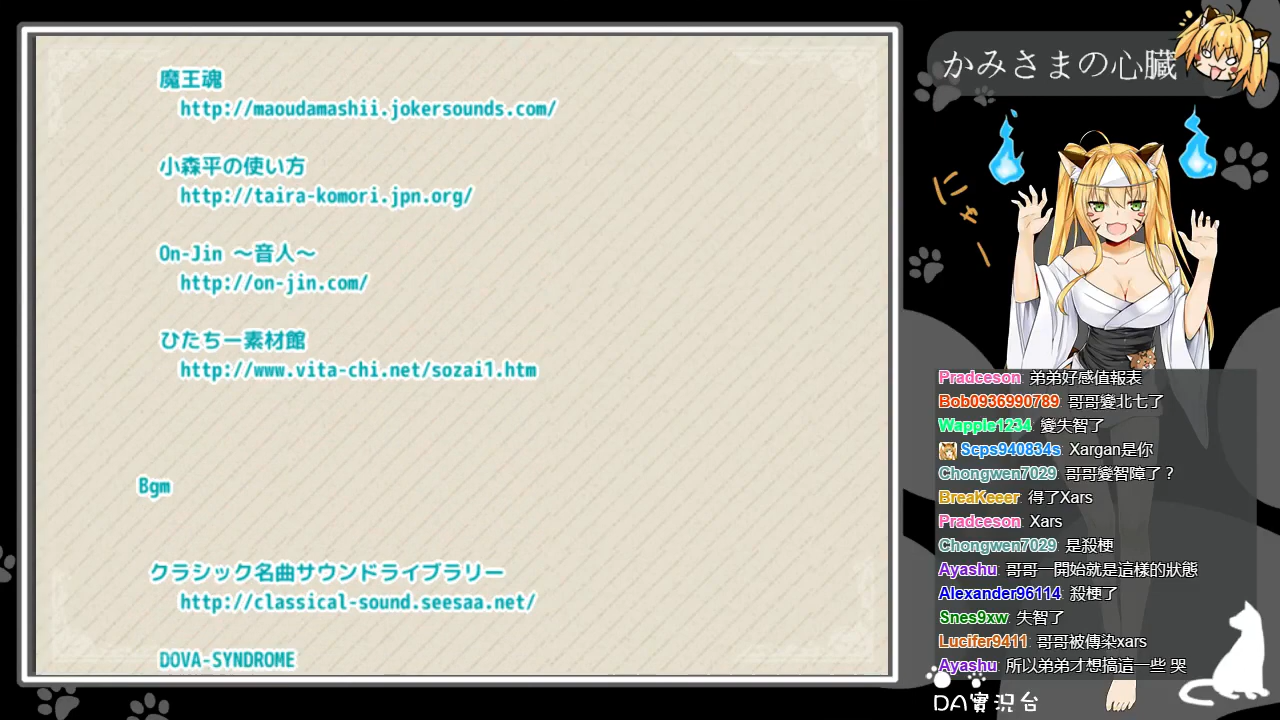 魔王魂
http://maoudamashii.jokersounds.com/
小森平の使い方
http://taira-komori.jpn.org/
On-Jin ～音人～
http://on-jin.com/
ひたちー素材館
http://www.vita-chi.net/sozai1.htm
Bgm
クラシック名曲サウンドライブラリー
http://classical-sound.seesaa.net/
DOVA-SYNDROME
かみさまの心臓
にゃー
Pradceson: 弟弟好感值報表
Bob0936990789: 哥哥變北七了
Wapple1234: 變失智了
Scps940834s: Xargan是你
Chongwen7029: 哥哥變智障了？
BreaKeeer: 得了Xars
Pradceson: Xars
Chongwen7029: 是殺梗
Ayashu: 哥哥一開始就是這樣的狀態
Alexander96114: 殺梗了
Snes9xw: 失智了
Lucifer9411: 哥哥被傳染xars
Ayashu: 所以弟弟才想搞這一些 哭
DA實況台